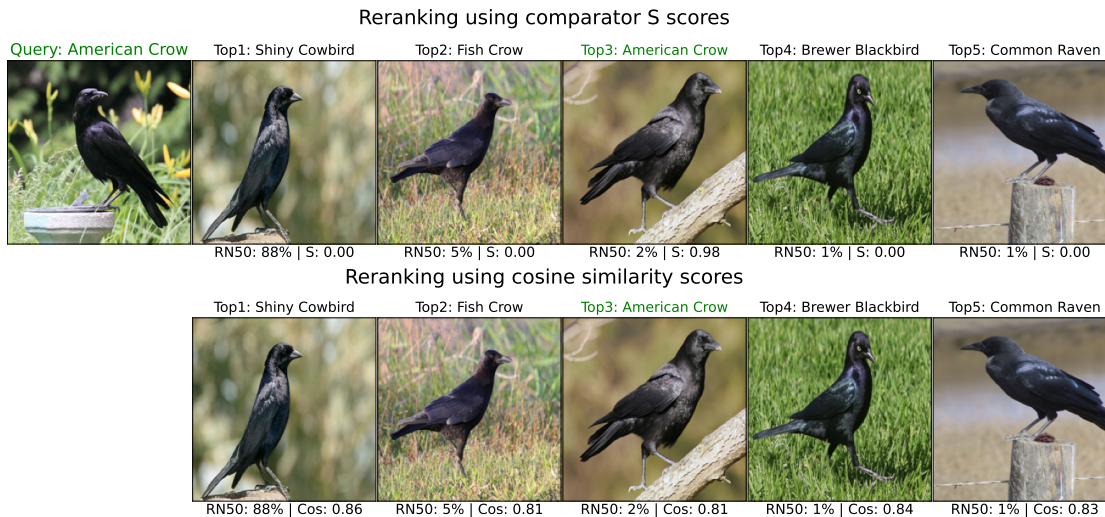 Reranking using comparator S scores
Query: American Crow
Top1: Shiny Cowbird
Top2: Fish Crow
Top3: American Crow
Top4: Brewer Blackbird
Top5: Common Raven
RN50: 88% | S: 0.00
RN50: 5% | S: 0.00
RN50: 2% | S: 0.98
RN50: 1% | S: 0.00
RN50: 1% | S: 0.00
Reranking using cosine similarity scores
Top1: Shiny Cowbird
Top2: Fish Crow
Top3: American Crow
Top4: Brewer Blackbird
Top5: Common Raven
RN50: 88% | Cos: 0.86
RN50: 5% | Cos: 0.81
RN50: 2% | Cos: 0.81
RN50: 1% | Cos: 0.84
RN50: 1% | Cos: 0.83